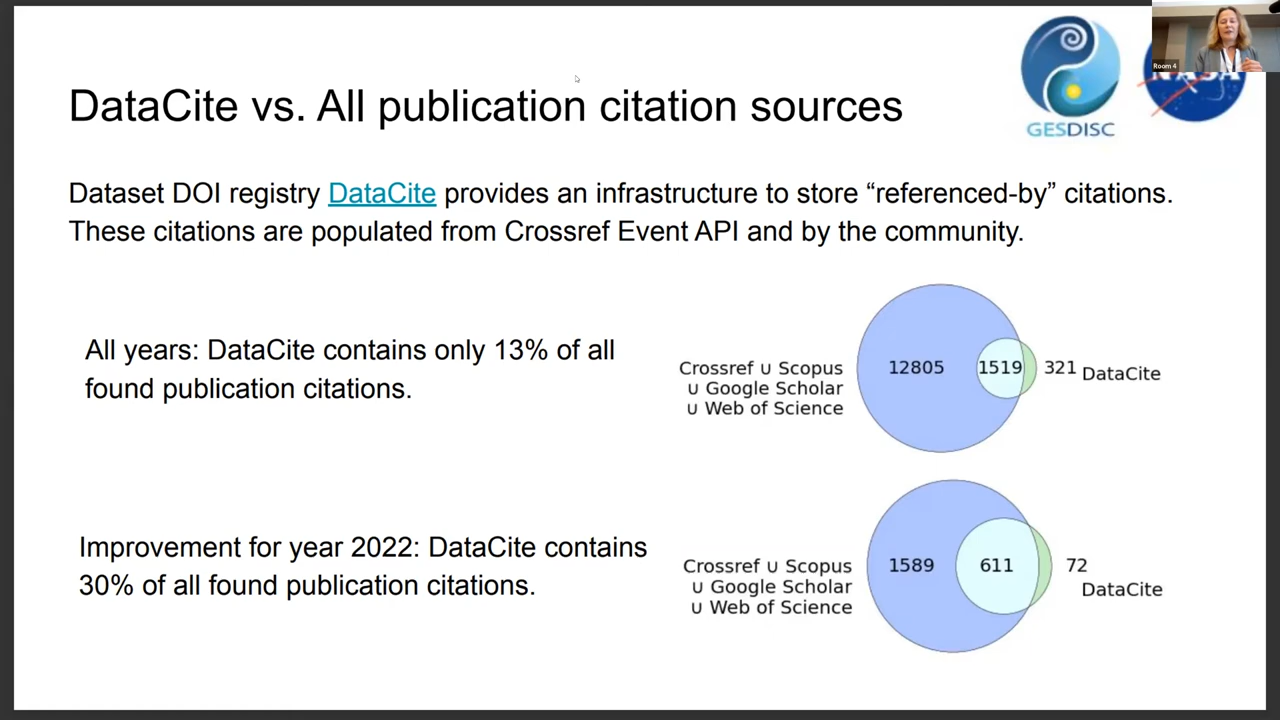 Room 4
NASA
GESDISC
DataCite vs. All publication citation sources
Dataset DOI registry DataCite provides an infrastructure to store “referenced-by” citations.
These citations are populated from Crossref Event API and by the community.
All years: DataCite contains only 13% of all
found publication citations.
Crossref ∪ Scopus
∪ Google Scholar
∪ Web of Science
12805
1519
321
DataCite
Improvement for year 2022: DataCite contains
30% of all found publication citations.
Crossref ∪ Scopus
∪ Google Scholar
∪ Web of Science
1589
611
72
DataCite